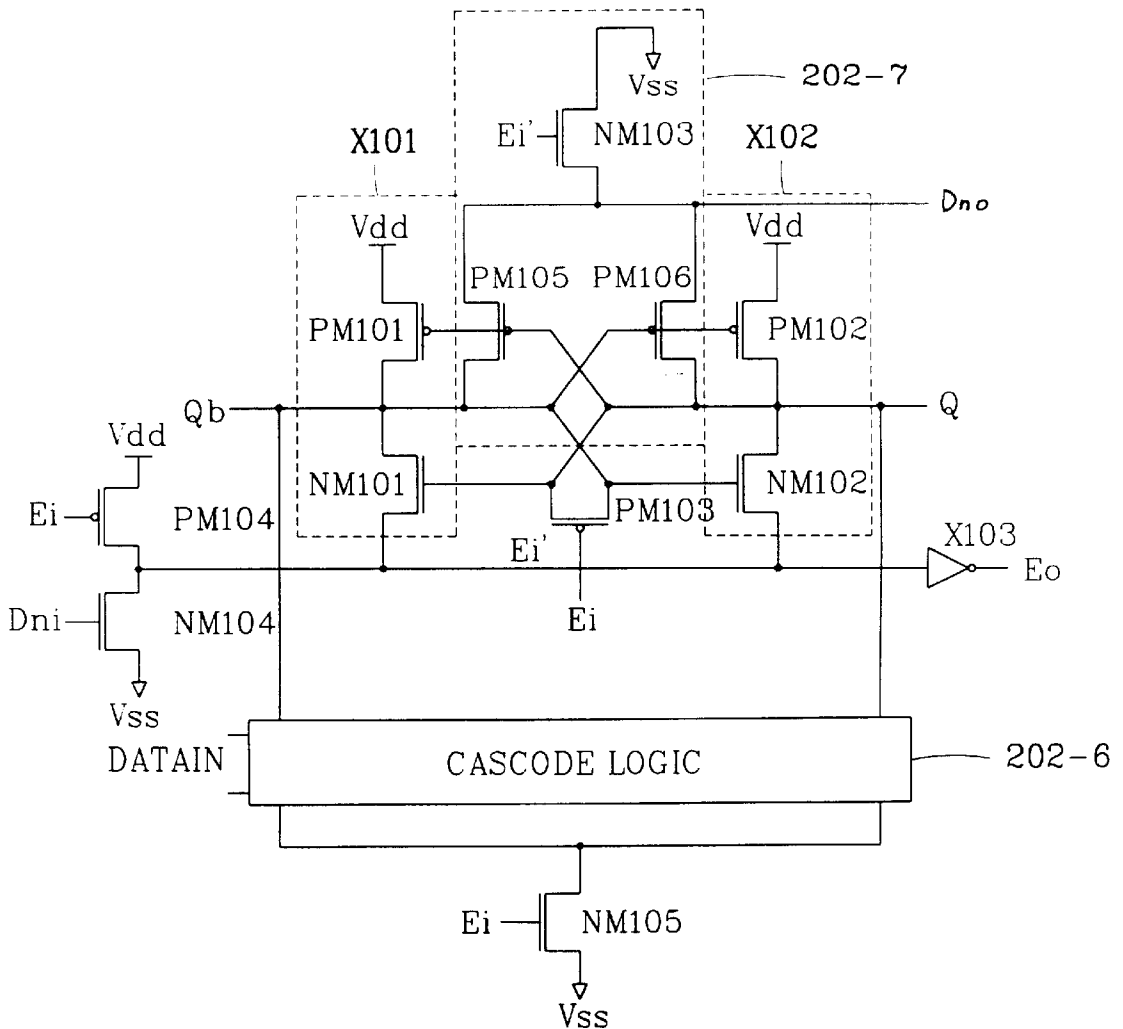 Vss
202-7
Ei'
NM103
X101
X102
Dno
Vdd
Vdd
PM105
PM106
PM101
PM102
Qb
Q
Vdd
NM101
NM102
Ei
PM104
PM103
X103
Ei'
Eo
Dni
NM104
Ei
Vss
DATAIN
CASCODE LOGIC
202-6
Ei
NM105
Vss